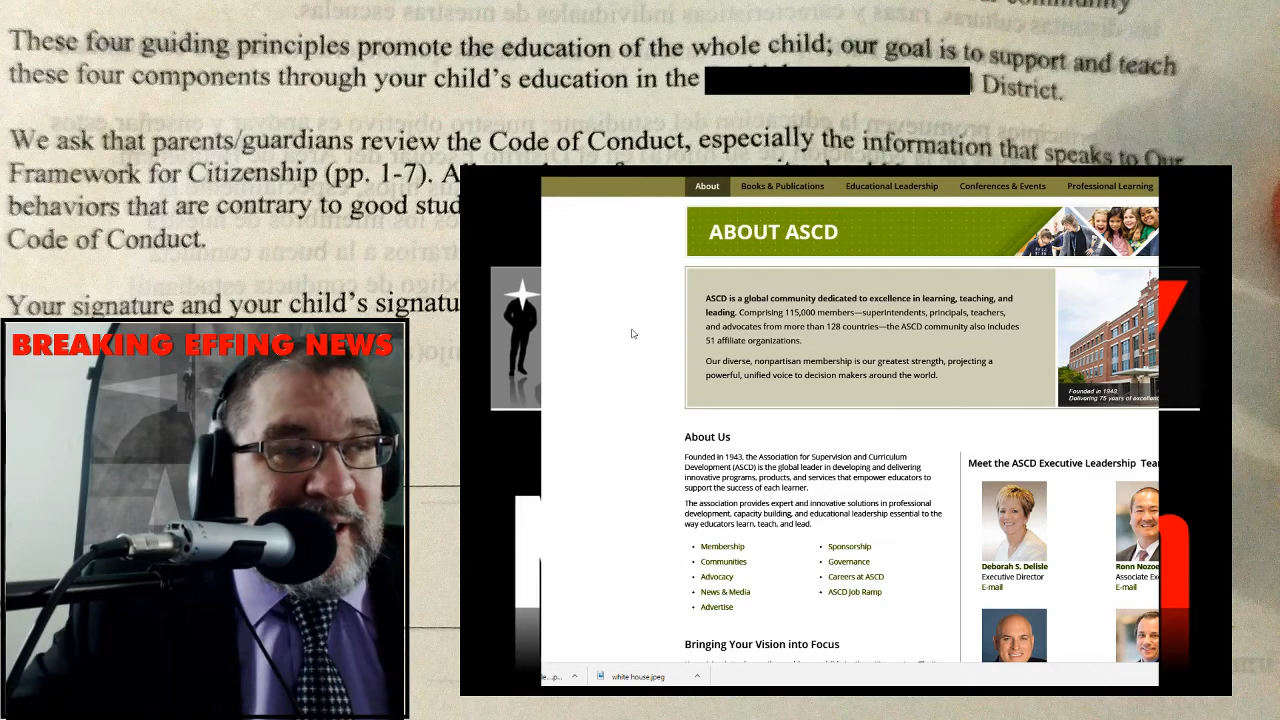 These four guiding principles promote the education of the whole child; our goal is to support and teach
these four components through your child's education in the
District.
We ask that parents/guardians review the Code of Conduct, especially the information that speaks to Our
Framework for Citizenship (pp. 1-7).
behaviors that are contrary to good
Code of Conduct.
Your signature and your child's
BREAKING EFFING NEWS
About Books & Publications Educational Leadership Conferences & Events Professional Learning
ABOUT ASCD
ASCD is a global community dedicated to excellence in learning, teaching, and
leading. Comprising 115,000 members—superintendents, principals, teachers,
and advocates from more than 128 countries—the ASCD community also includes
51 affiliate organizations.
Our diverse, nonpartisan membership is our greatest strength, projecting a
powerful, unified voice to decision makers around the world.
Founded in 1943
Delivering 75 years of
About Us
Founded in 1943, the Association for Supervision and Curriculum
Development (ASCD) is the global leader in developing and delivering
innovative programs, products, and services that empower educators to
support the success of each learner.
The association provides expert and innovative solutions in professional
development, capacity building, and educational leadership essential to the
way educators learn, teach, and lead.
Membership
Communities
Advocacy
News & Media
Advertise
Sponsorship
Governance
Careers at ASCD
ASCD Job Ramp
Bringing Your Vision into Focus
Meet the ASCD Executive Leadership
Deborah S. Delisle
Executive Director
E-mail
Ronn
Associate
E-mail
white house.jpeg